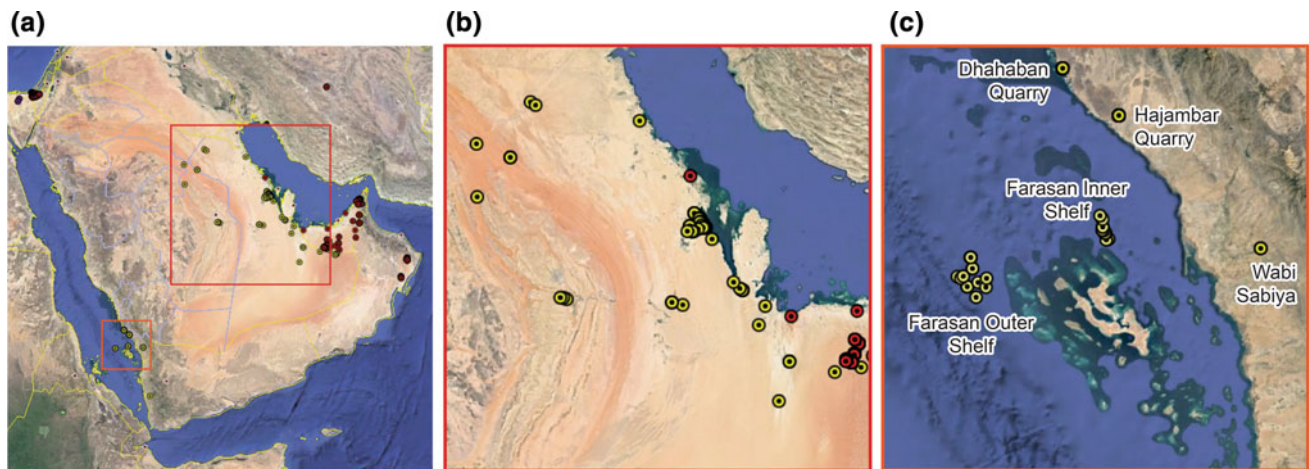 (a)
(b)
(c)
Dhahaban
Quarry
Hajambar
Quarry
Farasan Inner
Shelf
Wabi
Sabiya
Farasan Outer
Shelf